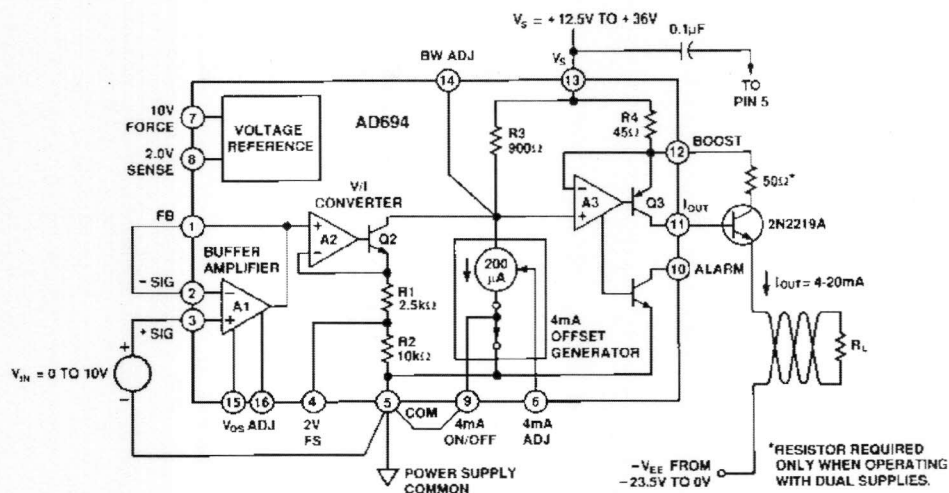 V_S = +12.5V TO +36V
0.1µF
BW ADJ
V_S
14
13
TO
PIN 5
10V
FORCE
7
VOLTAGE
REFERENCE
AD694
R3
900Ω
R4
45Ω
BOOST
12
2.0V
SENSE
8
50Ω*
V/I
CONVERTER
FB
1
A2
Q2
A3
Q3
I_OUT
11
2N2219A
BUFFER
AMPLIFIER
200
µA
10
ALARM
– SIG
2
A1
R1
2.5kΩ
I_OUT = 4-20mA
3
+ SIG
R2
10kΩ
4mA
OFFSET
GENERATOR
R_L
V_IN = 0 TO 10V
15
16
4
5
COM
9
6
V_OS ADJ
2V
FS
4mA
ON/OFF
4mA
ADJ
POWER SUPPLY
COMMON
–V_EE FROM
–23.5V TO 0V
*RESISTOR REQUIRED
ONLY WHEN OPERATING
WITH DUAL SUPPLIES.